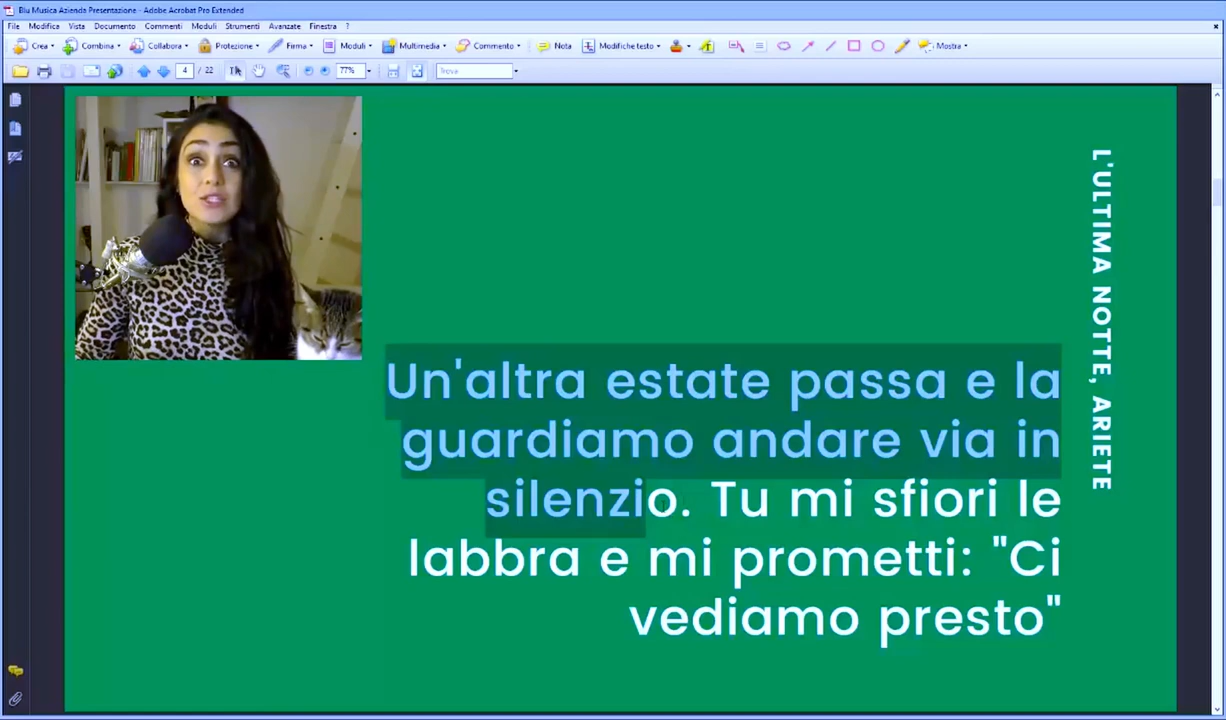 Blu Musica Azienda Presentazione - Adobe Acrobat Pro Extended
File Modifica Vista Documento Commenti Moduli Strumenti Avanzate Finestra ?
Crea Combina Collabora Protezione Firma Moduli Multimedia Commento Nota Modifiche testo Mostra
4 / 22 77% Trova
L'ULTIMA NOTTE, ARIETE
Un'altra estate passa e la
guardiamo andare via in
silenzio. Tu mi sfiori le
labbra e mi prometti: "Ci
vediamo presto"